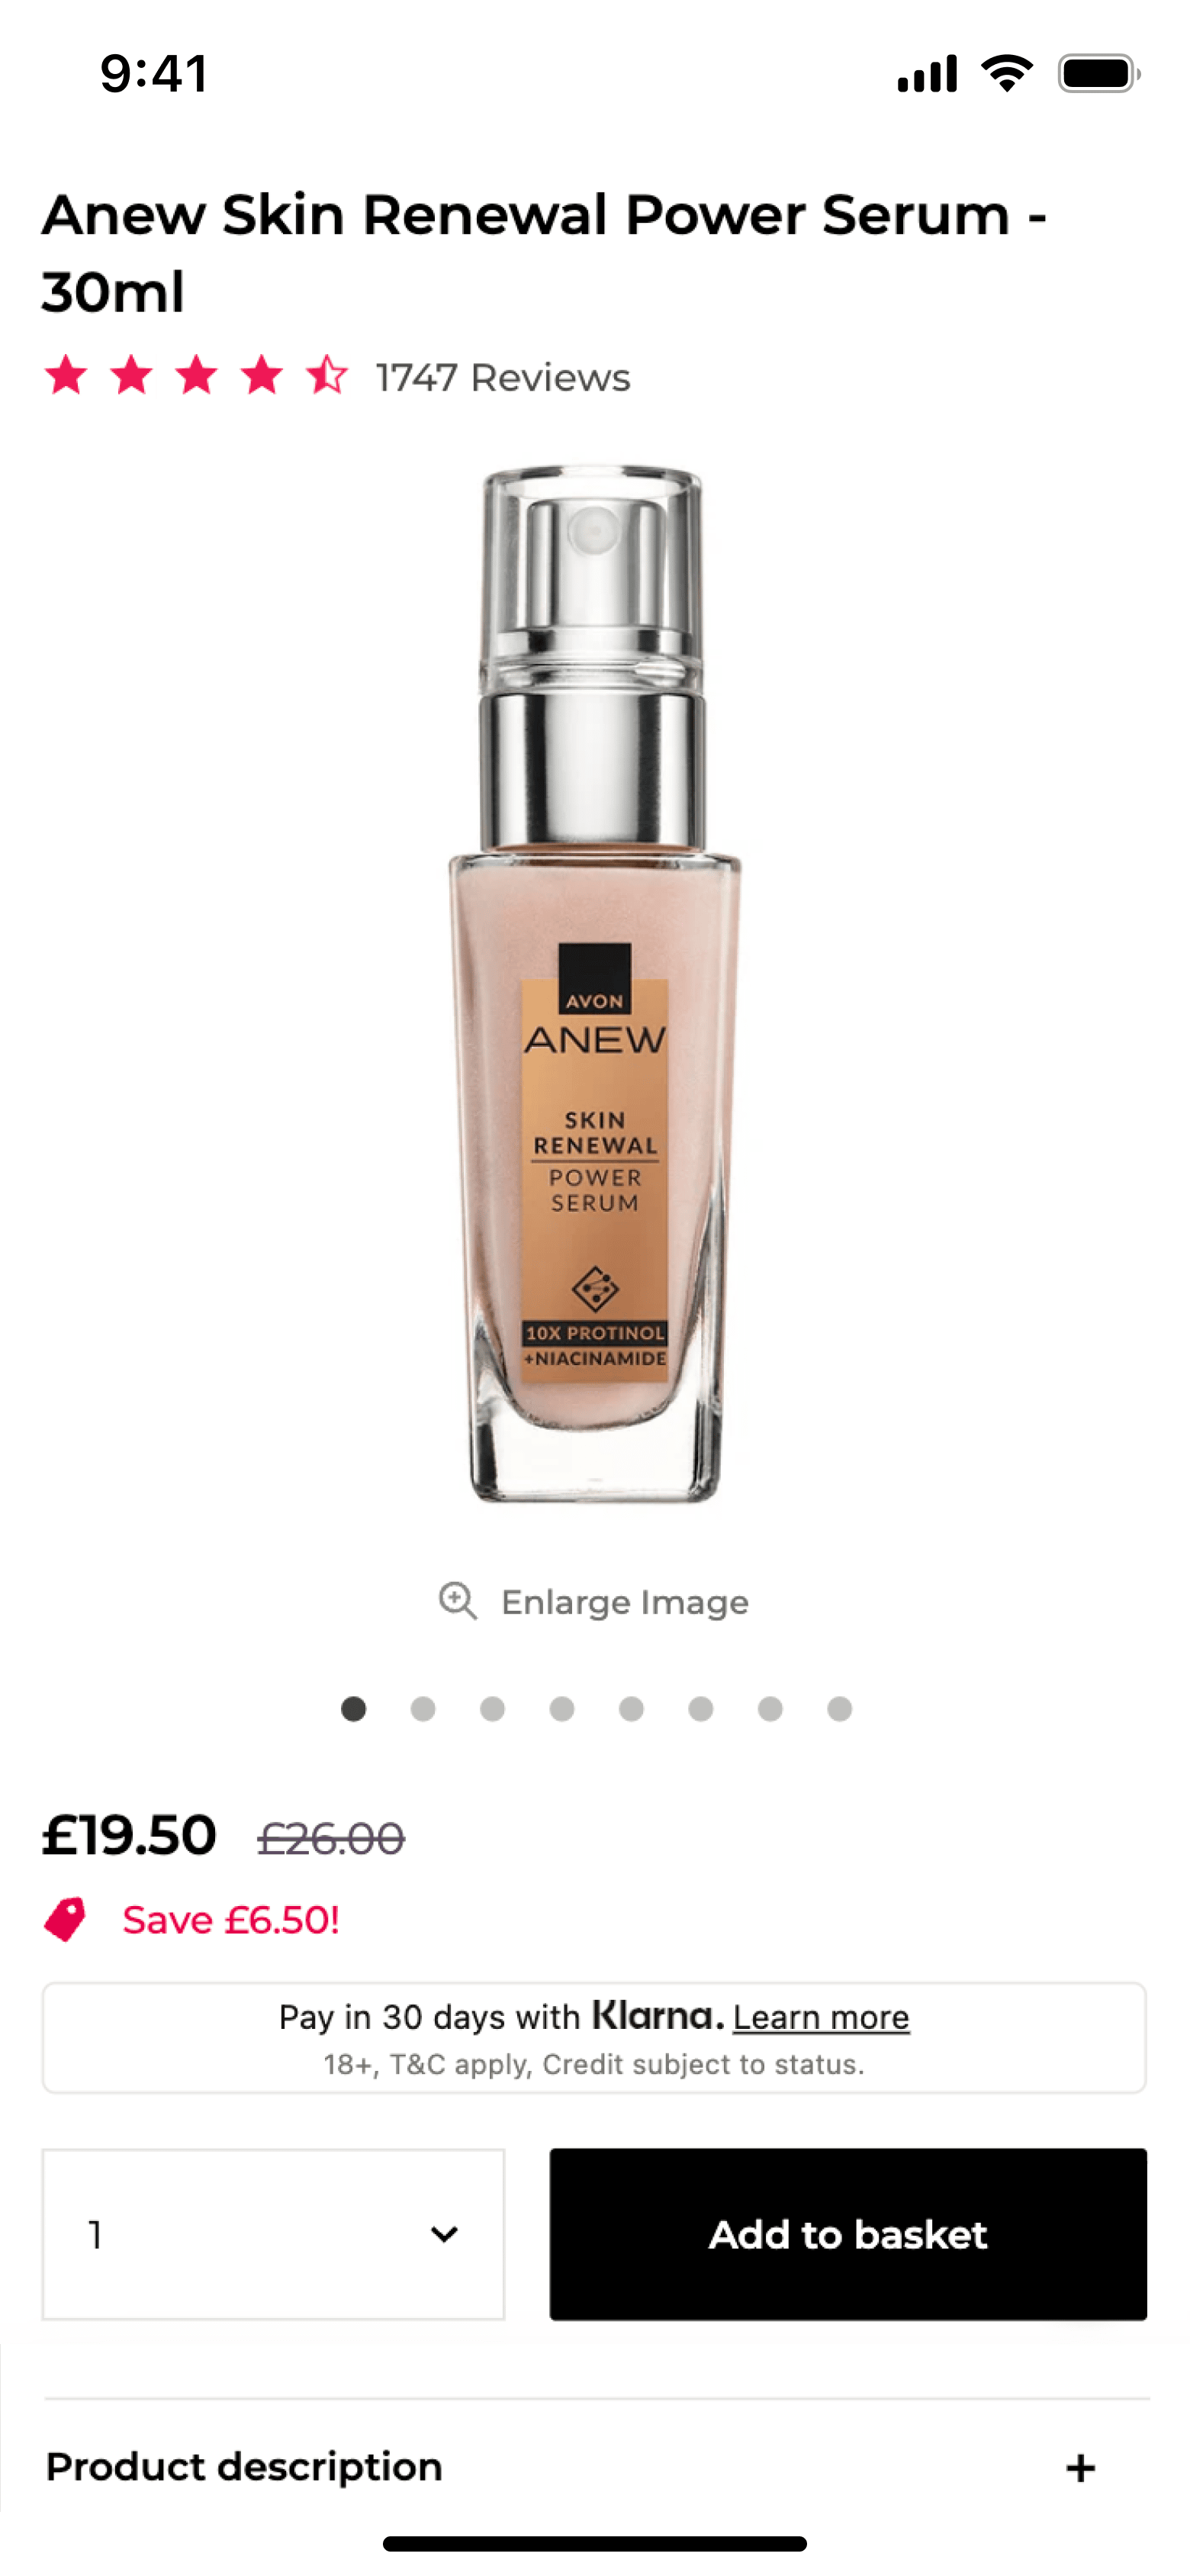 9:41
Anew Skin Renewal Power Serum -
30ml
1747 Reviews
AVON
ANEW
SKIN
RENEWAL
POWER
SERUM
10X PROTINOL
+NIACINAMIDE
Enlarge Image
£19.50 £26.00
Save £6.50!
Pay in 30 days with Klarna. Learn more
18+, T&C apply, Credit subject to status.
1
Add to basket
Product description +